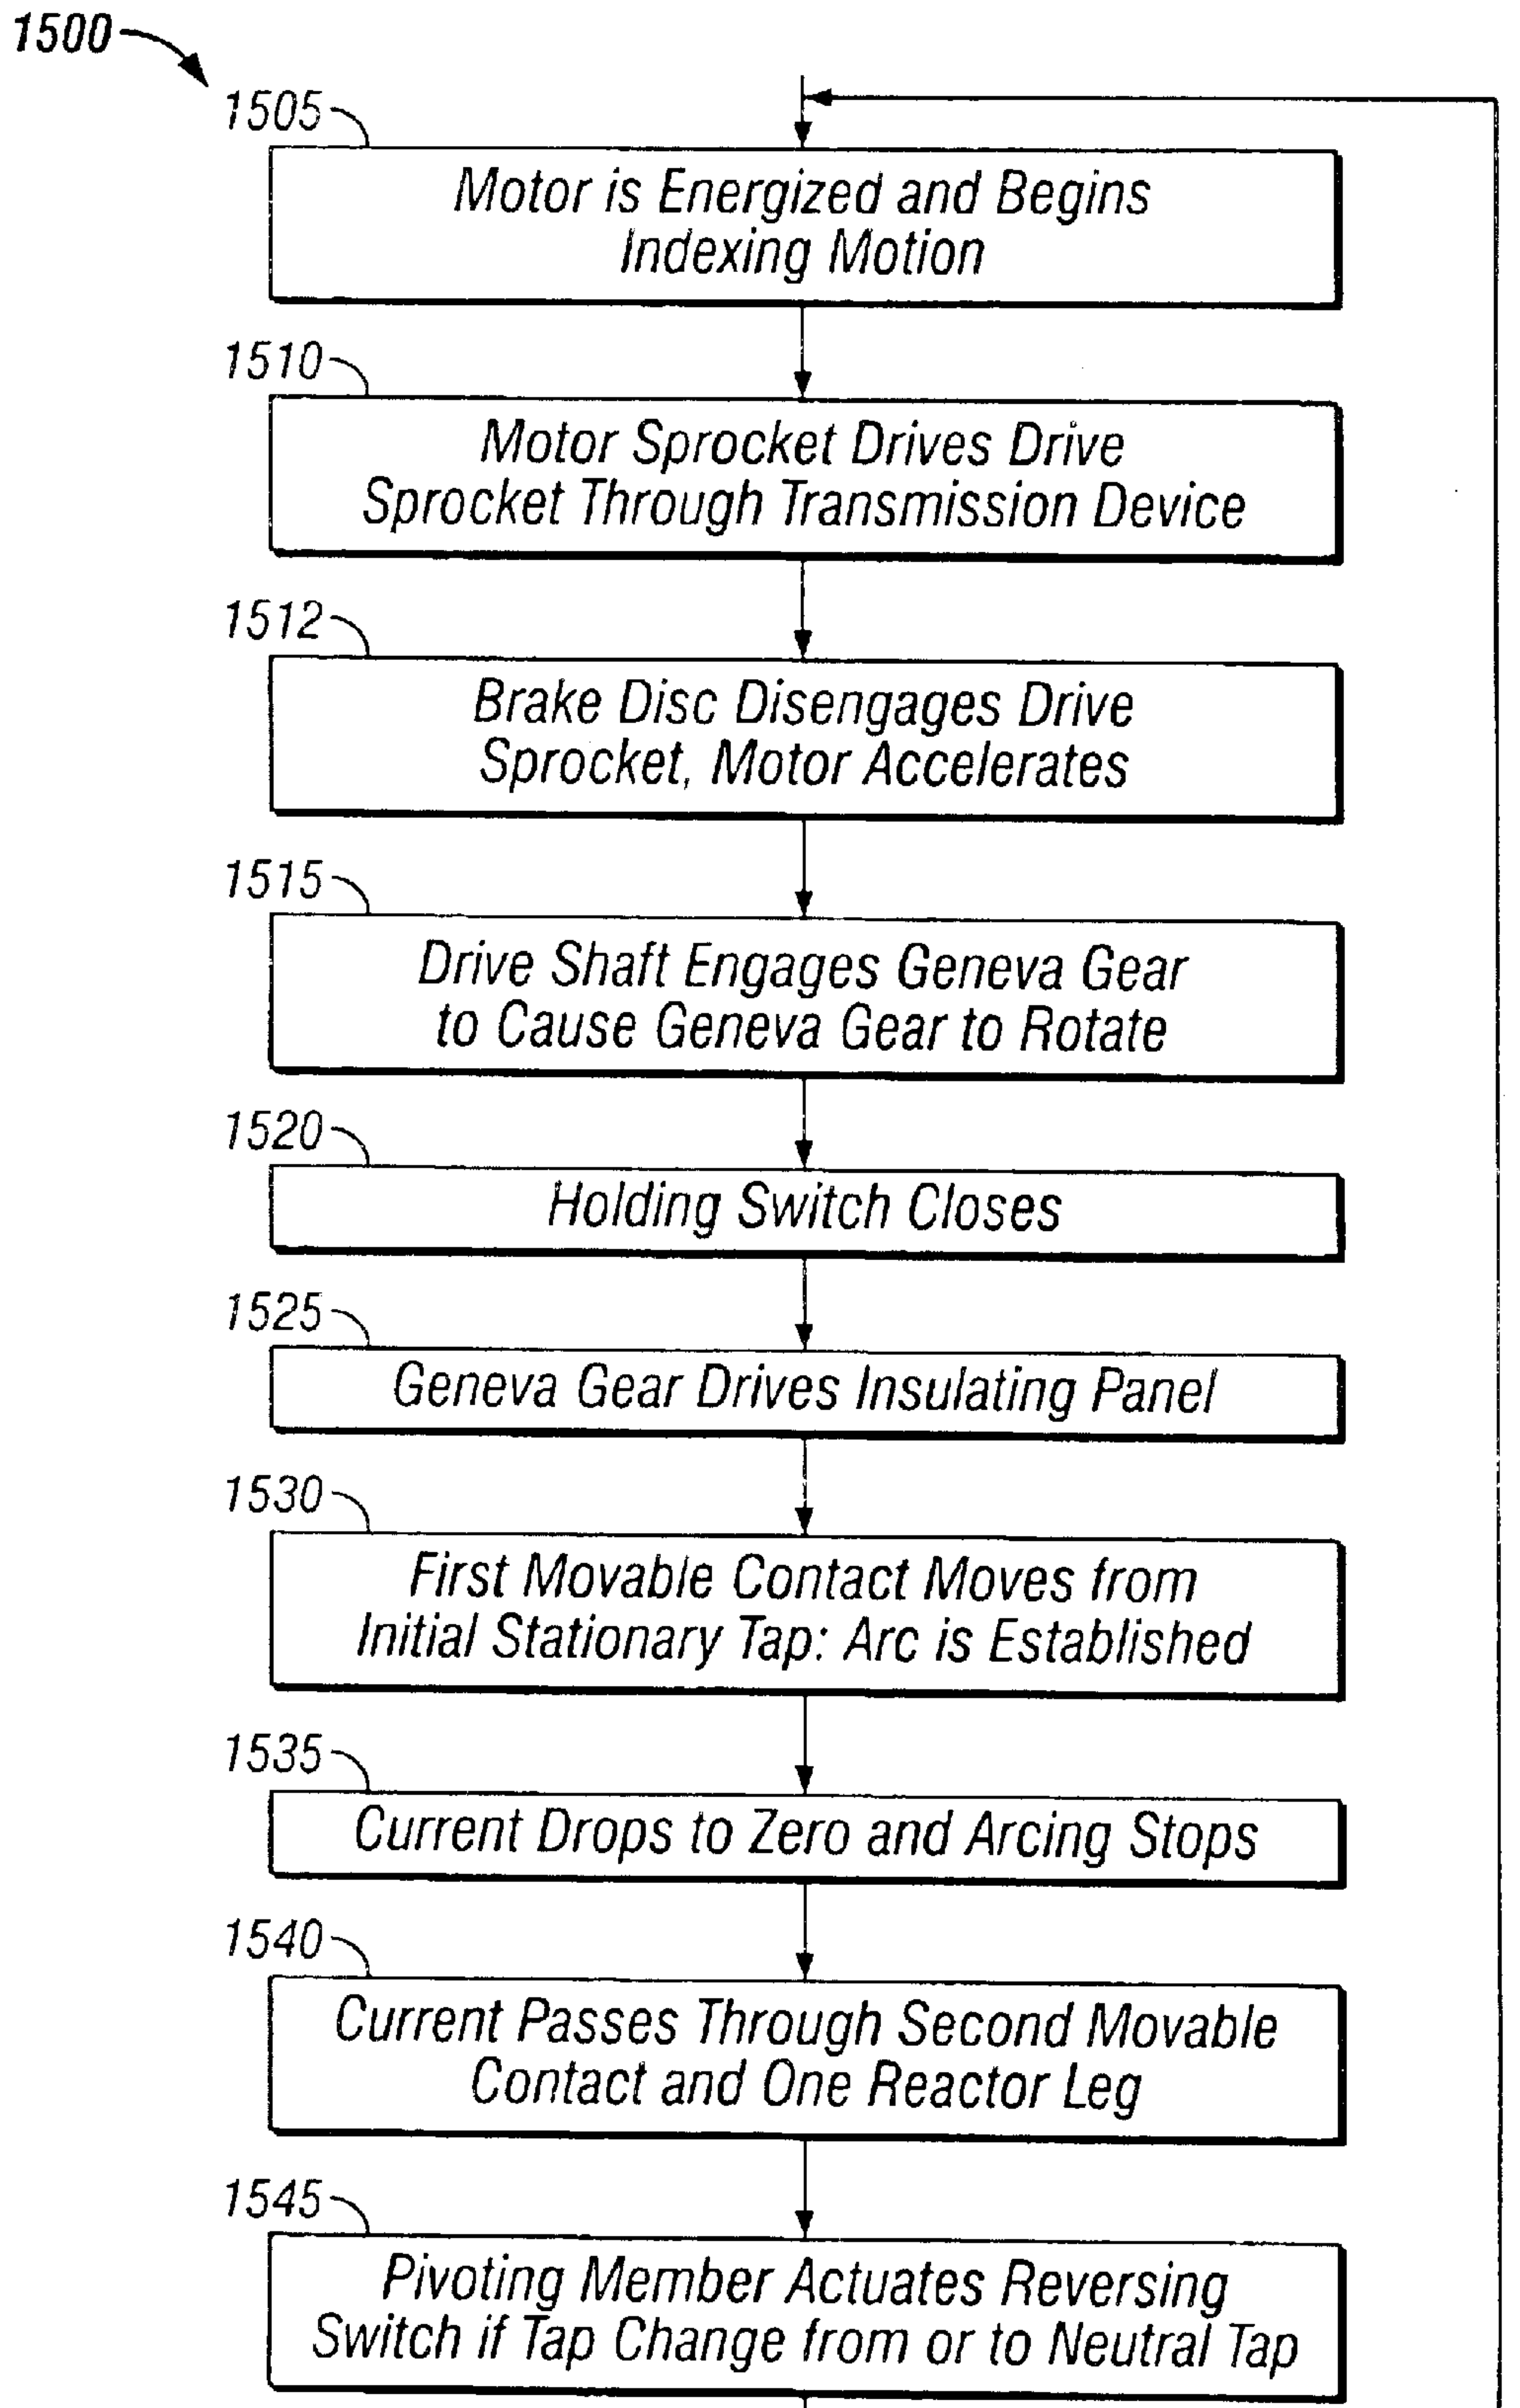 1500
1505
Motor is Energized and Begins
Indexing Motion
1510
Motor Sprocket Drives Drive
Sprocket Through Transmission Device
1512
Brake Disc Disengages Drive
Sprocket, Motor Accelerates
1515
Drive Shaft Engages Geneva Gear
to Cause Geneva Gear to Rotate
1520
Holding Switch Closes
1525
Geneva Gear Drives Insulating Panel
1530
First Movable Contact Moves from
Initial Stationary Tap: Arc is Established
1535
Current Drops to Zero and Arcing Stops
1540
Current Passes Through Second Movable
Contact and One Reactor Leg
1545
Pivoting Member Actuates Reversing
Switch if Tap Change from or to Neutral Tap